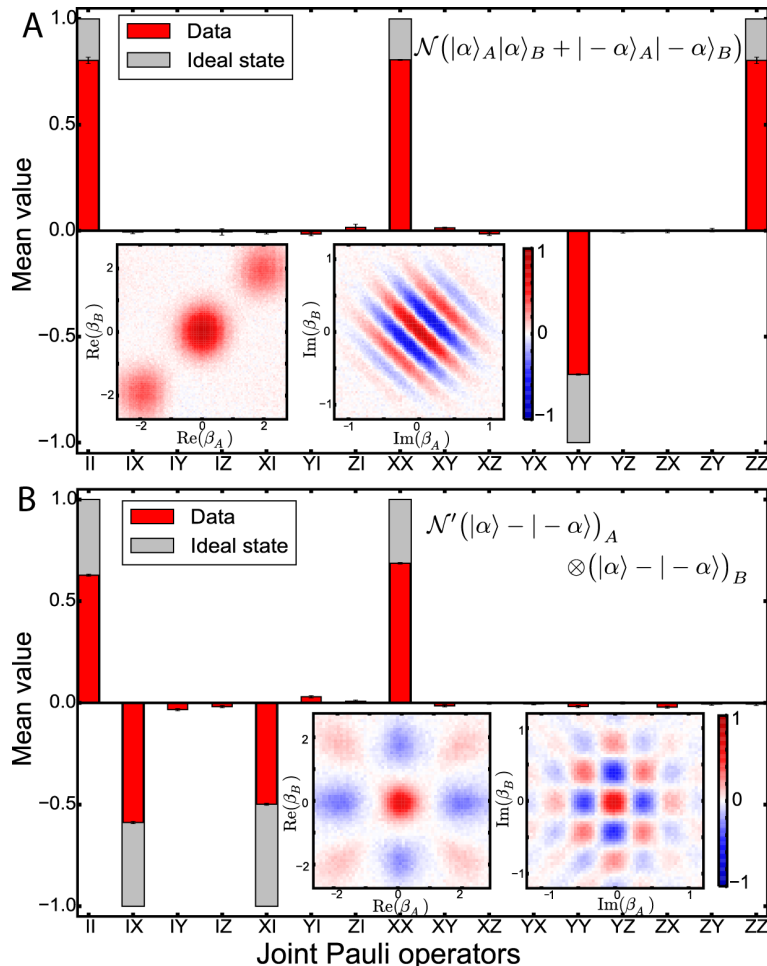 A
Data
Ideal state
𝒩(|α⟩_A|α⟩_B + |−α⟩_A|−α⟩_B)
Mean value
1.0
0.5
0.0
−0.5
−1.0
Re(β_B)
2
0
−2
−2 0 2
Re(β_A)
Im(β_B)
1
0
−1
−1 0 1
Im(β_A)
1
0
−1
II IX IY IZ XI YI ZI XX XY XZ YX YY YZ ZX ZY ZZ
B
Data
Ideal state
𝒩′(|α⟩ − |−α⟩)_A
⊗(|α⟩ − |−α⟩)_B
Mean value
1.0
0.5
0.0
−0.5
−1.0
Re(β_B)
2
0
−2
−2 0 2
Re(β_A)
Im(β_B)
1
0
−1
−1 0 1
Im(β_A)
1
0
−1
II IX IY IZ XI YI ZI XX XY XZ YX YY YZ ZX ZY ZZ
Joint Pauli operators